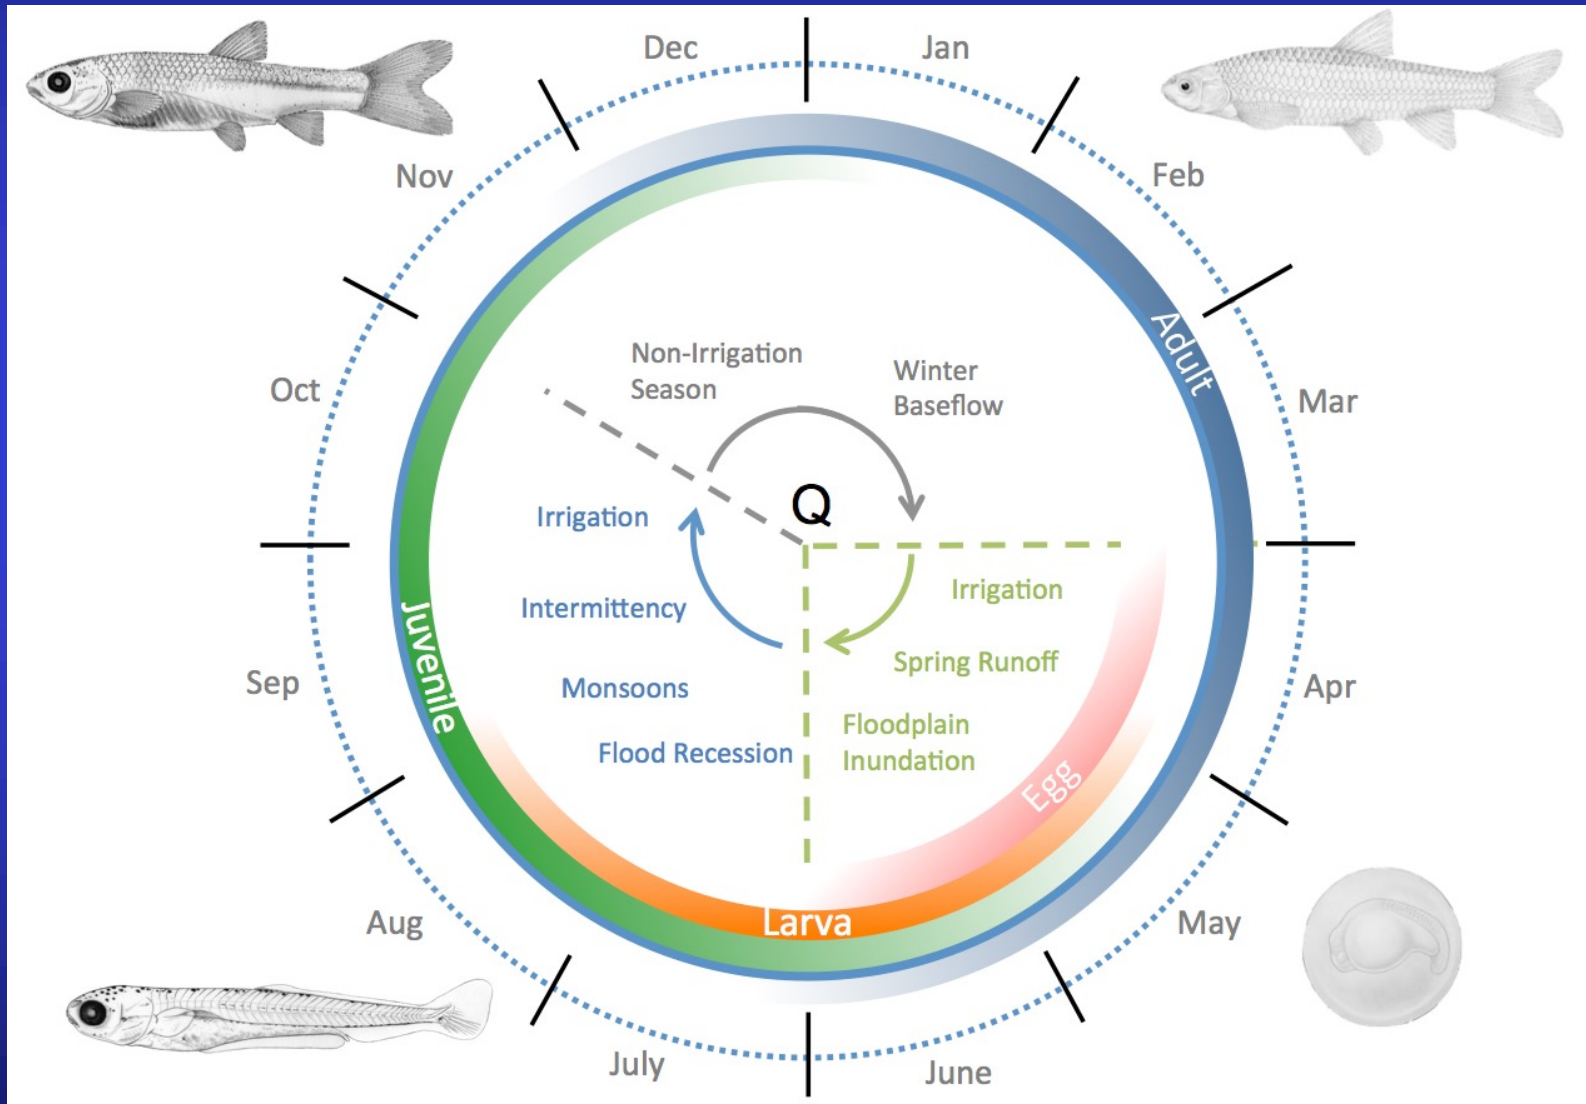 Dec
Jan
Nov
Feb
Oct
Mar
Sep
Apr
Aug
May
July
June
Adult
Juvenile
Larva
Egg
Non-Irrigation
Season
Winter
Baseflow
Q
Irrigation
Intermittency
Monsoons
Flood Recession
Irrigation
Spring Runoff
Floodplain
Inundation